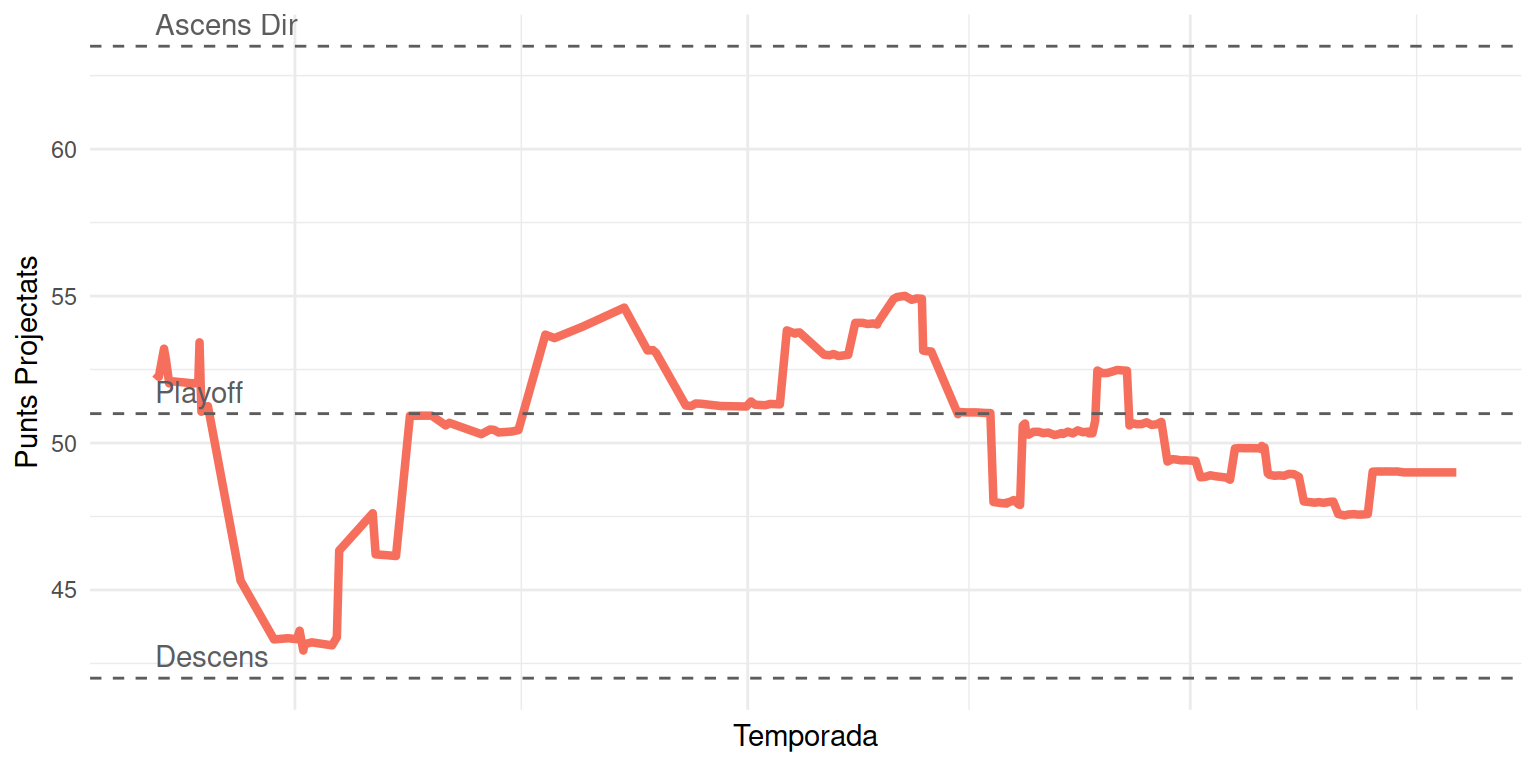 Ascens Dir
60
55
Playoff
50
45
Descens
Punts Projectats
Temporada